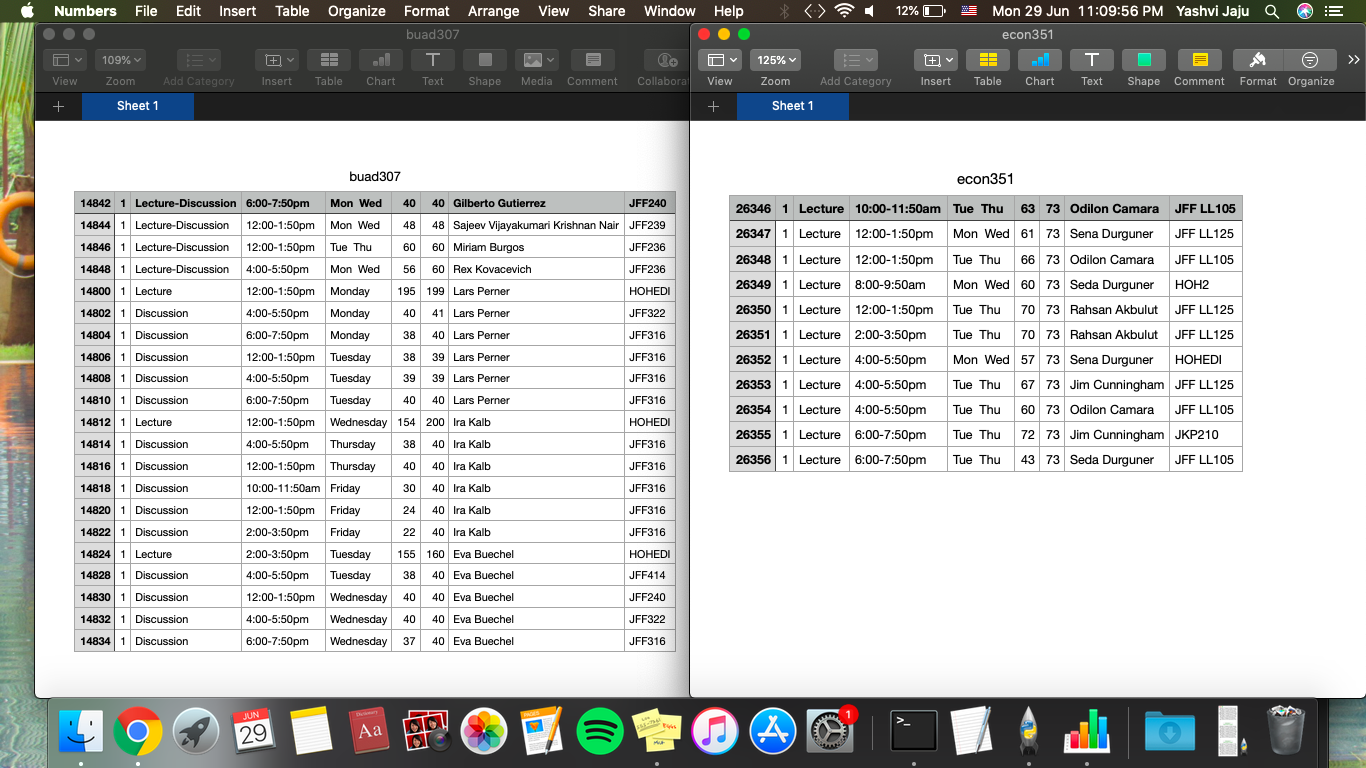 Numbers File Edit Insert Table Organize Format Arrange View Share Window Help 12% Mon 29 Jun 11:09:56 PM Yashvi Jaju
buad307
109%
View Zoom Add Category Insert Table Chart Text Shape Media Comment Collabora
Sheet 1
buad307
14842 1 Lecture-Discussion 6:00-7:50pm Mon Wed 40 40 Gilberto Gutierrez JFF240
14844 1 Lecture-Discussion 12:00-1:50pm Mon Wed 48 48 Sajeev Vijayakumari Krishnan Nair JFF239
14846 1 Lecture-Discussion 12:00-1:50pm Tue Thu 60 60 Miriam Burgos JFF236
14848 1 Lecture-Discussion 4:00-5:50pm Mon Wed 56 60 Rex Kovacevich JFF236
14800 1 Lecture 12:00-1:50pm Monday 195 199 Lars Perner HOHEDI
14802 1 Discussion 4:00-5:50pm Monday 40 41 Lars Perner JFF322
14804 1 Discussion 6:00-7:50pm Monday 38 40 Lars Perner JFF316
14806 1 Discussion 12:00-1:50pm Tuesday 38 39 Lars Perner JFF316
14808 1 Discussion 4:00-5:50pm Tuesday 39 39 Lars Perner JFF316
14810 1 Discussion 6:00-7:50pm Tuesday 40 40 Lars Perner JFF316
14812 1 Lecture 12:00-1:50pm Wednesday 154 200 Ira Kalb HOHEDI
14814 1 Discussion 4:00-5:50pm Thursday 38 40 Ira Kalb JFF316
14816 1 Discussion 12:00-1:50pm Thursday 40 40 Ira Kalb JFF316
14818 1 Discussion 10:00-11:50am Friday 30 40 Ira Kalb JFF316
14820 1 Discussion 12:00-1:50pm Friday 24 40 Ira Kalb JFF316
14822 1 Discussion 2:00-3:50pm Friday 22 40 Ira Kalb JFF316
14824 1 Lecture 2:00-3:50pm Tuesday 155 160 Eva Buechel HOHEDI
14828 1 Discussion 4:00-5:50pm Tuesday 38 40 Eva Buechel JFF414
14830 1 Discussion 12:00-1:50pm Wednesday 40 40 Eva Buechel JFF240
14832 1 Discussion 4:00-5:50pm Wednesday 40 40 Eva Buechel JFF322
14834 1 Discussion 6:00-7:50pm Wednesday 37 40 Eva Buechel JFF316
econ351
125%
View Zoom Add Category Insert Table Chart Text Shape Comment Format Organize
Sheet 1
econ351
26346 1 Lecture 10:00-11:50am Tue Thu 63 73 Odilon Camara JFF LL105
26347 1 Lecture 12:00-1:50pm Mon Wed 61 73 Sena Durguner JFF LL125
26348 1 Lecture 12:00-1:50pm Tue Thu 66 73 Odilon Camara JFF LL105
26349 1 Lecture 8:00-9:50am Mon Wed 60 73 Seda Durguner HOH2
26350 1 Lecture 12:00-1:50pm Tue Thu 70 73 Rahsan Akbulut JFF LL125
26351 1 Lecture 2:00-3:50pm Tue Thu 70 73 Rahsan Akbulut JFF LL125
26352 1 Lecture 4:00-5:50pm Mon Wed 57 73 Sena Durguner HOHEDI
26353 1 Lecture 4:00-5:50pm Tue Thu 67 73 Jim Cunningham JFF LL125
26354 1 Lecture 4:00-5:50pm Tue Thu 60 73 Odilon Camara JFF LL105
26355 1 Lecture 6:00-7:50pm Tue Thu 72 73 Jim Cunningham JKP210
26356 1 Lecture 6:00-7:50pm Tue Thu 43 73 Seda Durguner JFF LL105
JUN
29
Dictionary
Aa
1